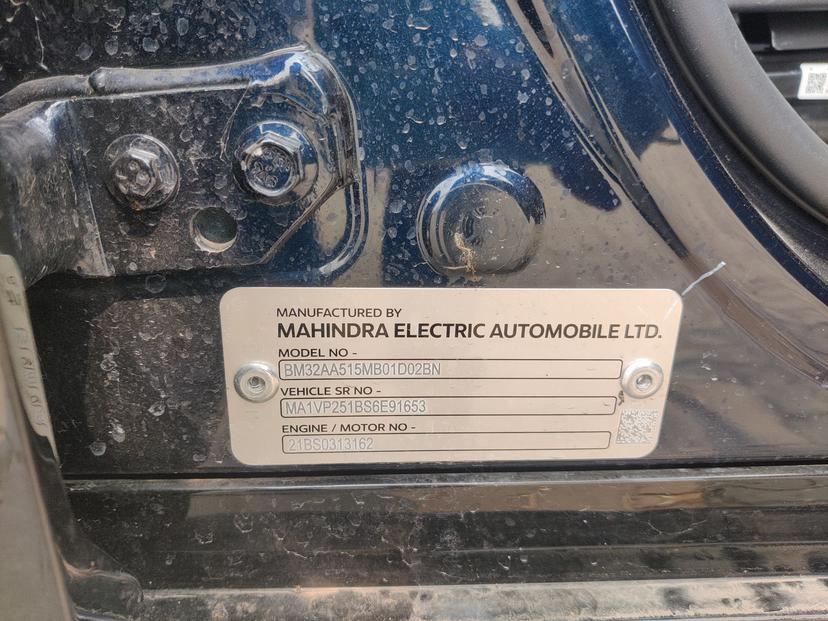 MANUFACTURED BY
MAHINDRA ELECTRIC AUTOMOBILE LTD.
MODEL NO -
BM32AA515MB01D02BN
VEHICLE SR NO -
MA1VP251BS6E91653
ENGINE / MOTOR NO -
21BS0313162